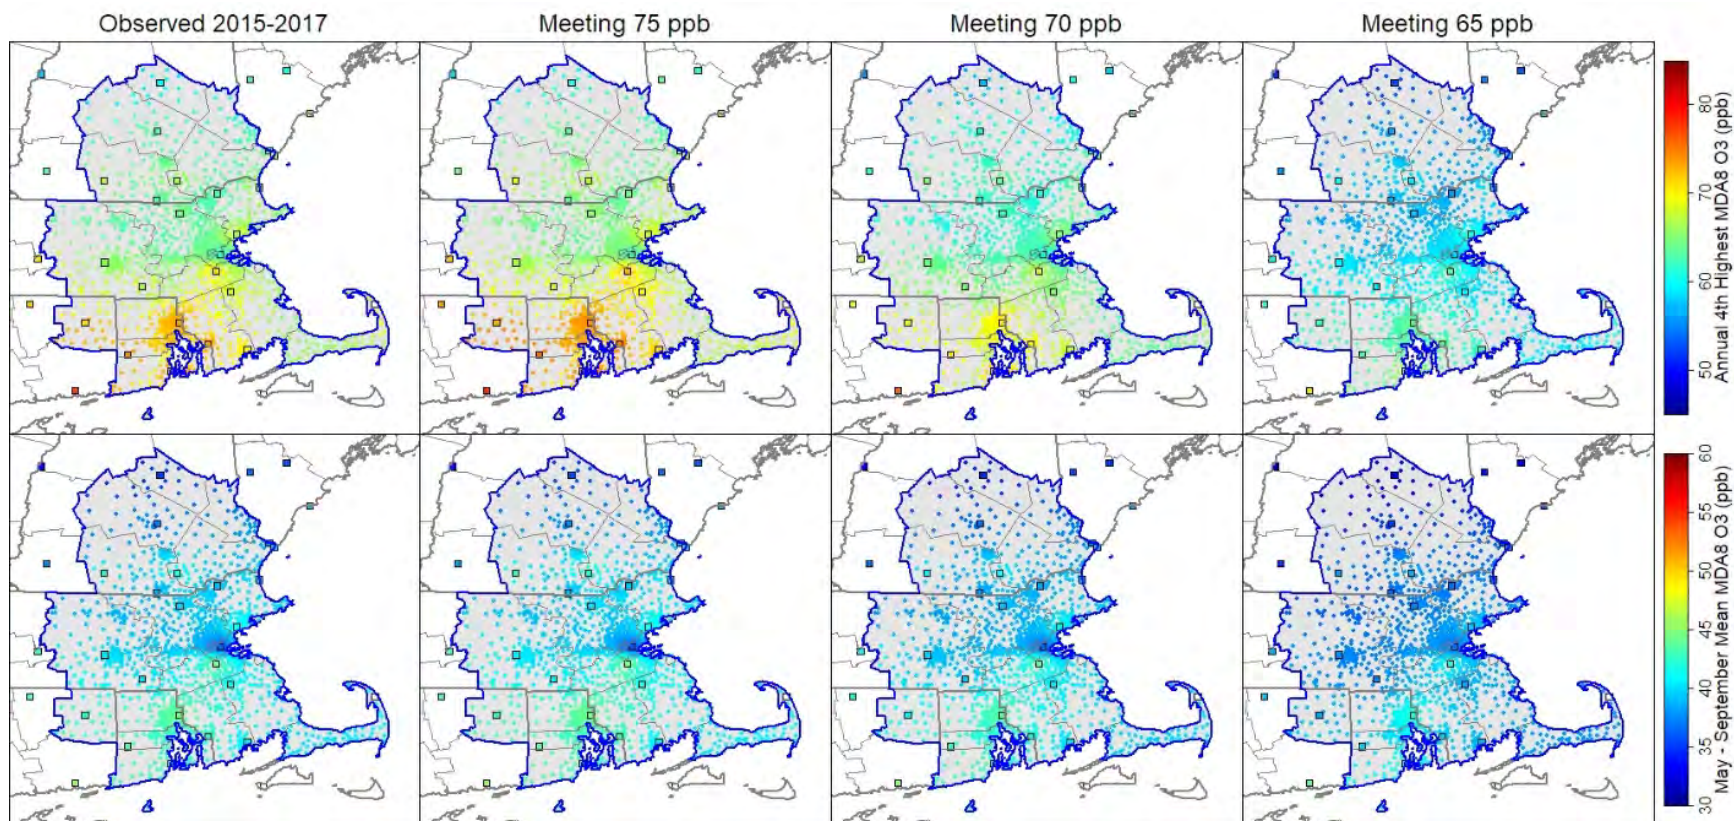 Observed 2015-2017
Meeting 75 ppb
Meeting 70 ppb
Meeting 65 ppb
80
70
60
50
Annual 4th Highest MDA8 O3 (ppb)
60
55
50
45
40
35
30
May - September Mean MDA8 O3 (ppb)